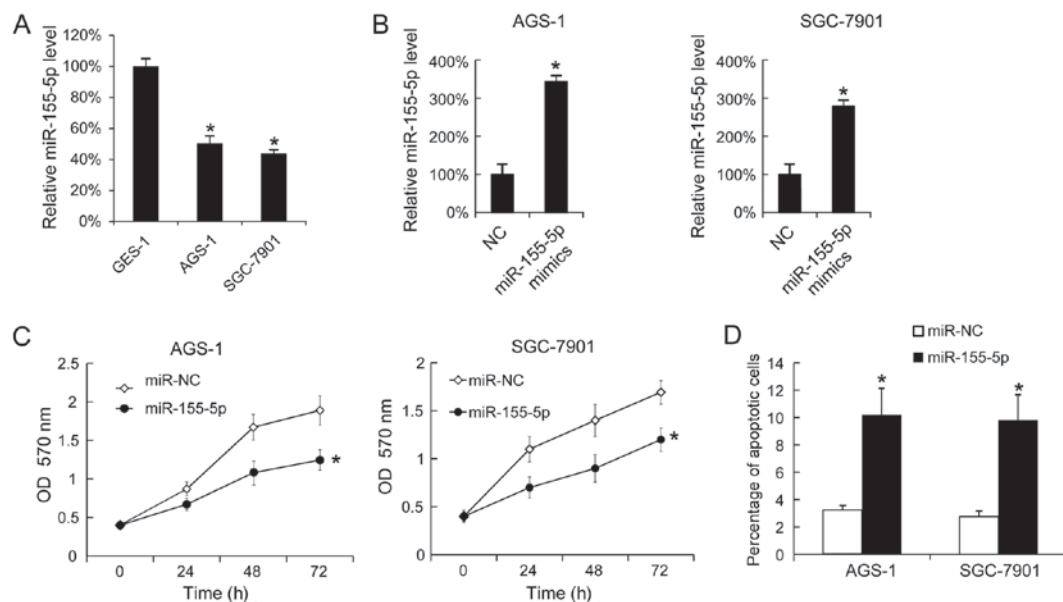 A
Relative miR-155-5p level
120%
100%
80%
60%
40%
20%
0%
*
*
GES-1
AGS-1
SGC-7901
B
AGS-1
Relative miR-155-5p level
400%
300%
200%
100%
0%
*
NC
miR-155-5p
mimics
SGC-7901
Relative miR-155-5p level
400%
300%
200%
100%
0%
*
NC
miR-155-5p
mimics
C
AGS-1
OD 570 nm
2.5
2
1.5
1
0.5
0
miR-NC
miR-155-5p
*
0
24
48
72
Time (h)
SGC-7901
OD 570 nm
2
1.5
1
0.5
0
miR-NC
miR-155-5p
*
0
24
48
72
Time (h)
D
miR-NC
miR-155-5p
Percentage of apoptotic cells
14
12
10
8
6
4
2
0
*
*
AGS-1
SGC-7901